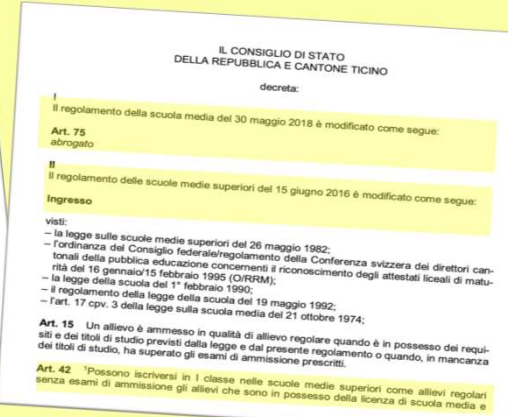 IL CONSIGLIO DI STATO
DELLA REPUBBLICA E CANTONE TICINO
decreta:
I
Il regolamento della scuola media del 30 maggio 2018 è modificato come segue:
Art. 75
abrogato
II
Il regolamento delle scuole medie superiori del 15 giugno 2016 è modificato come segue:
Ingresso
visti:
– la legge sulle scuole medie superiori del 26 maggio 1982;
– l'ordinanza del Consiglio federale/regolamento della Conferenza svizzera dei direttori can-
tonali della pubblica educazione concernenti il riconoscimento degli attestati liceali di matu-
rità del 16 gennaio/15 febbraio 1995 (O/RRM);
– la legge della scuola del 1° febbraio 1990;
– il regolamento della legge della scuola del 19 maggio 1992;
– l'art. 17 cpv. 3 della legge sulla scuola media del 21 ottobre 1974;
Art. 15 Un allievo è ammesso in qualità di allievo regolare quando è in possesso dei requi-
siti e dei titoli di studio previsti dalla legge e dal presente regolamento o quando, in mancanza
dei titoli di studio, ha superato gli esami di ammissione prescritti.
Art. 42 ¹Possono iscriversi in I classe nelle scuole medie superiori come allievi regolari
senza esami di ammissione gli allievi che sono in possesso della licenza di scuola media e